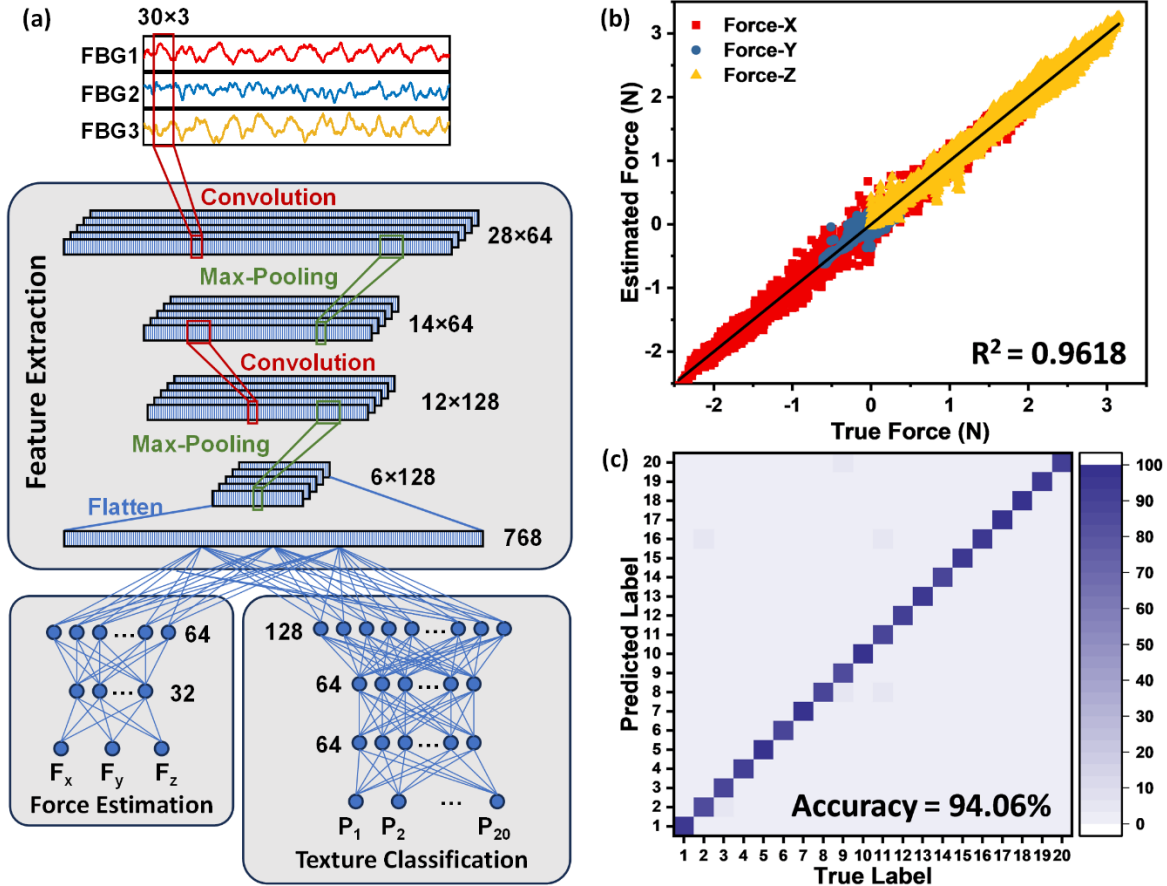 (a)
30×3
FBG1
FBG2
FBG3
Feature Extraction
Convolution
28×64
Max-Pooling
14×64
Convolution
12×128
Max-Pooling
6×128
Flatten
768
64
32
Fx Fy Fz
Force Estimation
128
64
64
P1 P2 ... P20
Texture Classification
(b)
Force-X
Force-Y
Force-Z
Estimated Force (N)
3
2
1
0
-1
-2
R² = 0.9618
-2 -1 0 1 2 3
True Force (N)
(c)
Predicted Label
20
19
18
17
16
15
14
13
12
11
10
9
8
7
6
5
4
3
2
1
Accuracy = 94.06%
1 2 3 4 5 6 7 8 9 10 11 12 13 14 15 16 17 18 19 20
True Label
100
90
80
70
60
50
40
30
20
10
0